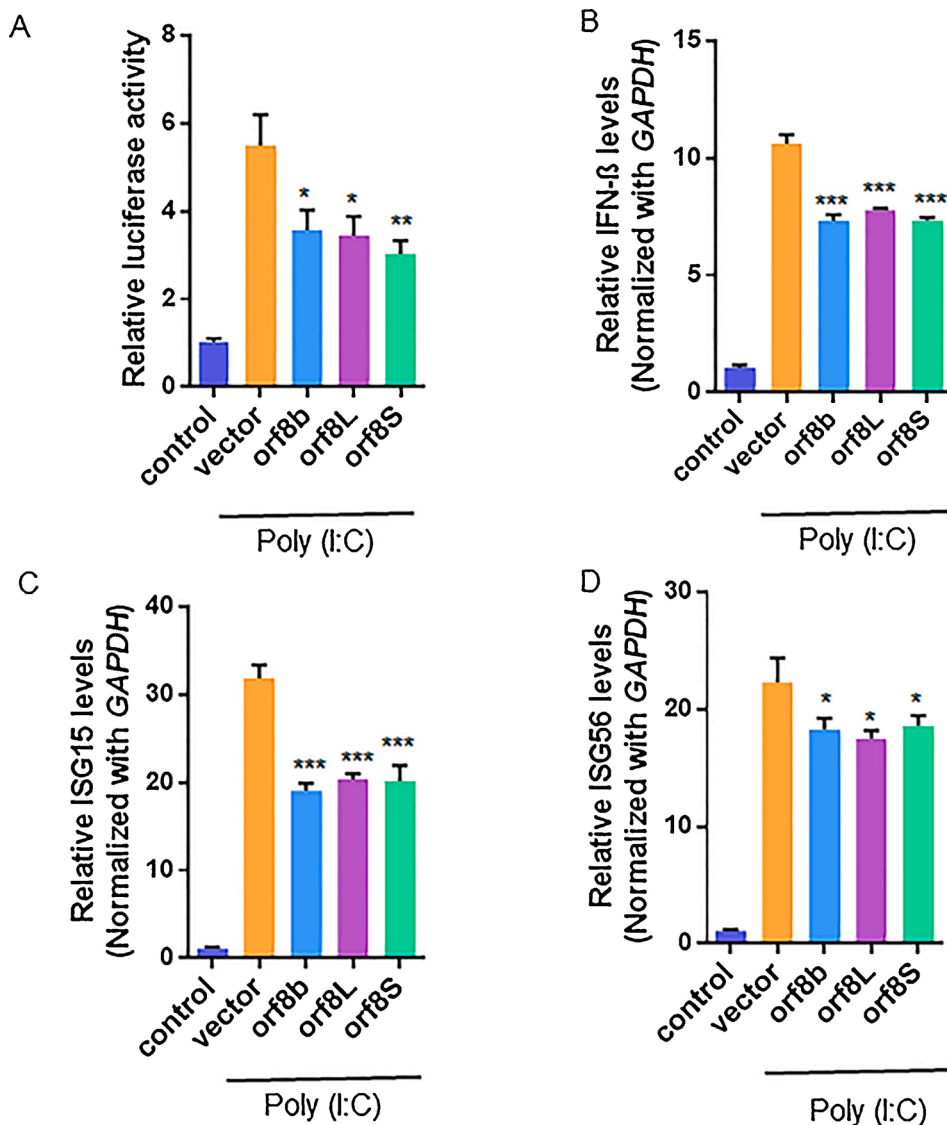 A
Relative luciferase activity
8
6
4
2
0
*
*
**
control
vector
orf8b
orf8L
orf8S
Poly (I:C)
B
Relative IFN-ß levels
(Normalized with GAPDH)
15
10
5
0
***
***
***
control
vector
orf8b
orf8L
orf8S
Poly (I:C)
C
Relative ISG15 levels
(Normalized with GAPDH)
40
30
20
10
0
***
***
***
control
vector
orf8b
orf8L
orf8S
Poly (I:C)
D
Relative ISG56 levels
(Normalized with GAPDH)
30
20
10
0
*
*
*
control
vector
orf8b
orf8L
orf8S
Poly (I:C)